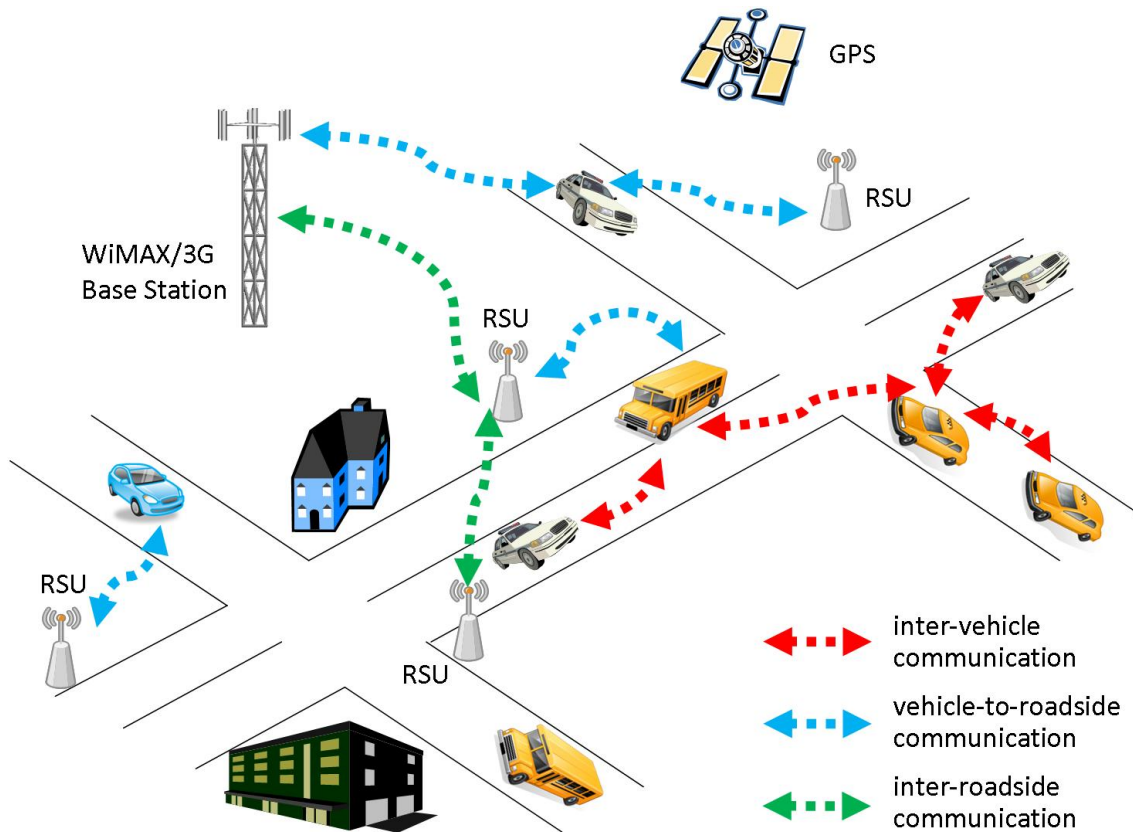 GPS
RSU
WiMAX/3G
Base Station
RSU
RSU
RSU
inter-vehicle
communication
vehicle-to-roadside
communication
inter-roadside
communication